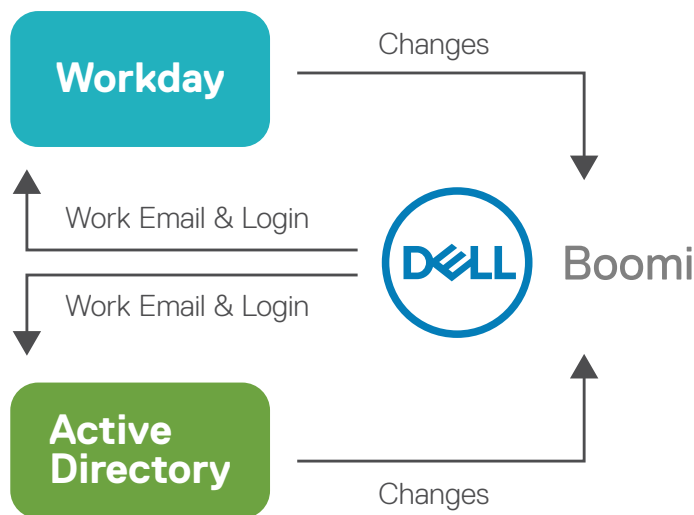 Changes
Workday
Work Email & Login
DELL Boomi
Work Email & Login
Active
Directory
Changes